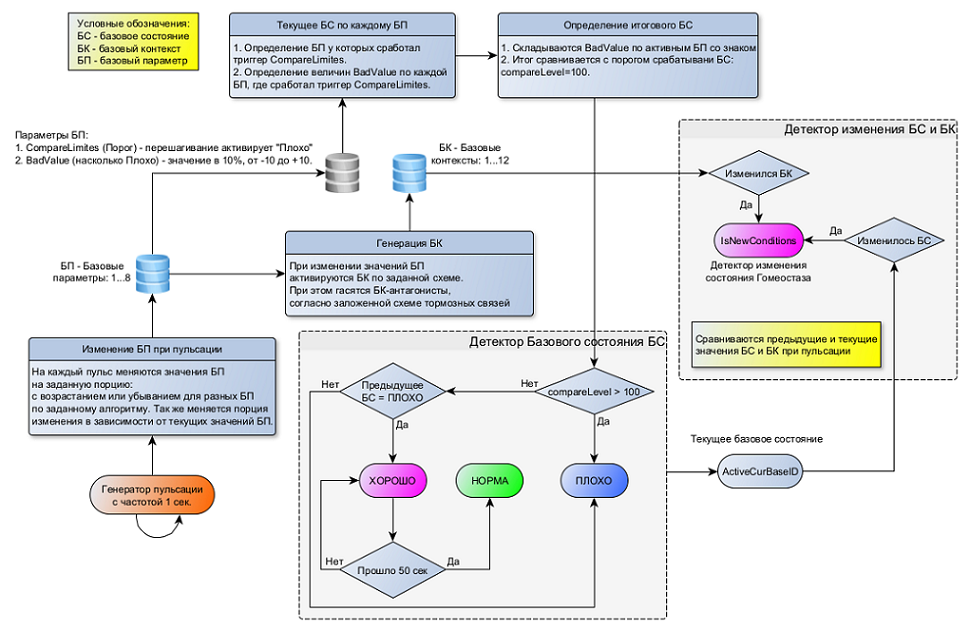 Условные обозначения:
БС - базовое состояние
БК - базовый контекст
БП - базовый параметр
Текущее БС по каждому БП
1. Определение БП у которых сработал
триггер CompareLimites.
2. Определение величин BadValue по каждой
БП, где сработал триггер CompareLimites.
Определение итогового БС
1. Складываются BadValue по активным БП со знаком
2. Итог сравнивается с порогом срабатывани БС:
compareLevel=100.
Параметры БП:
1. CompareLimites (Порог) - перешагивание активирует "Плохо"
2. BadValue (насколько Плохо) - значение в 10%, от -10 до +10.
БК - Базовые
контексты: 1...12
Детектор изменения БС и БК
Изменился БК
Да
IsNewConditions
Да
Изменилось БС
Детектор изменения
состояния Гомеостаза
Сравниваются предыдущие и текущие
значения БС и БК при пульсации
БП - Базовые
параметры: 1...8
Генерация БК
При изменении значений БП
активируются БК по заданной схеме.
При этом гасятся БК-антагонисты,
согласно заложенной схеме тормозных связей
Изменение БП при пульсации
На каждый пульс меняются значения БП
на заданную порцию:
с возрастанием или убыванием для разных БП
по заданному алгоритму. Так же меняется порция
изменения в зависимости от текущих значений БП.
Генератор пульсации
с частотой 1 сек.
Детектор Базового состояния БС
Нет
Предыдущее
БС = ПЛОХО
Нет
compareLevel > 100
Да
Да
ХОРОШО
НОРМА
ПЛОХО
Нет
Прошло 50 сек
Да
Текущее базовое состояние
ActiveCurBaseID